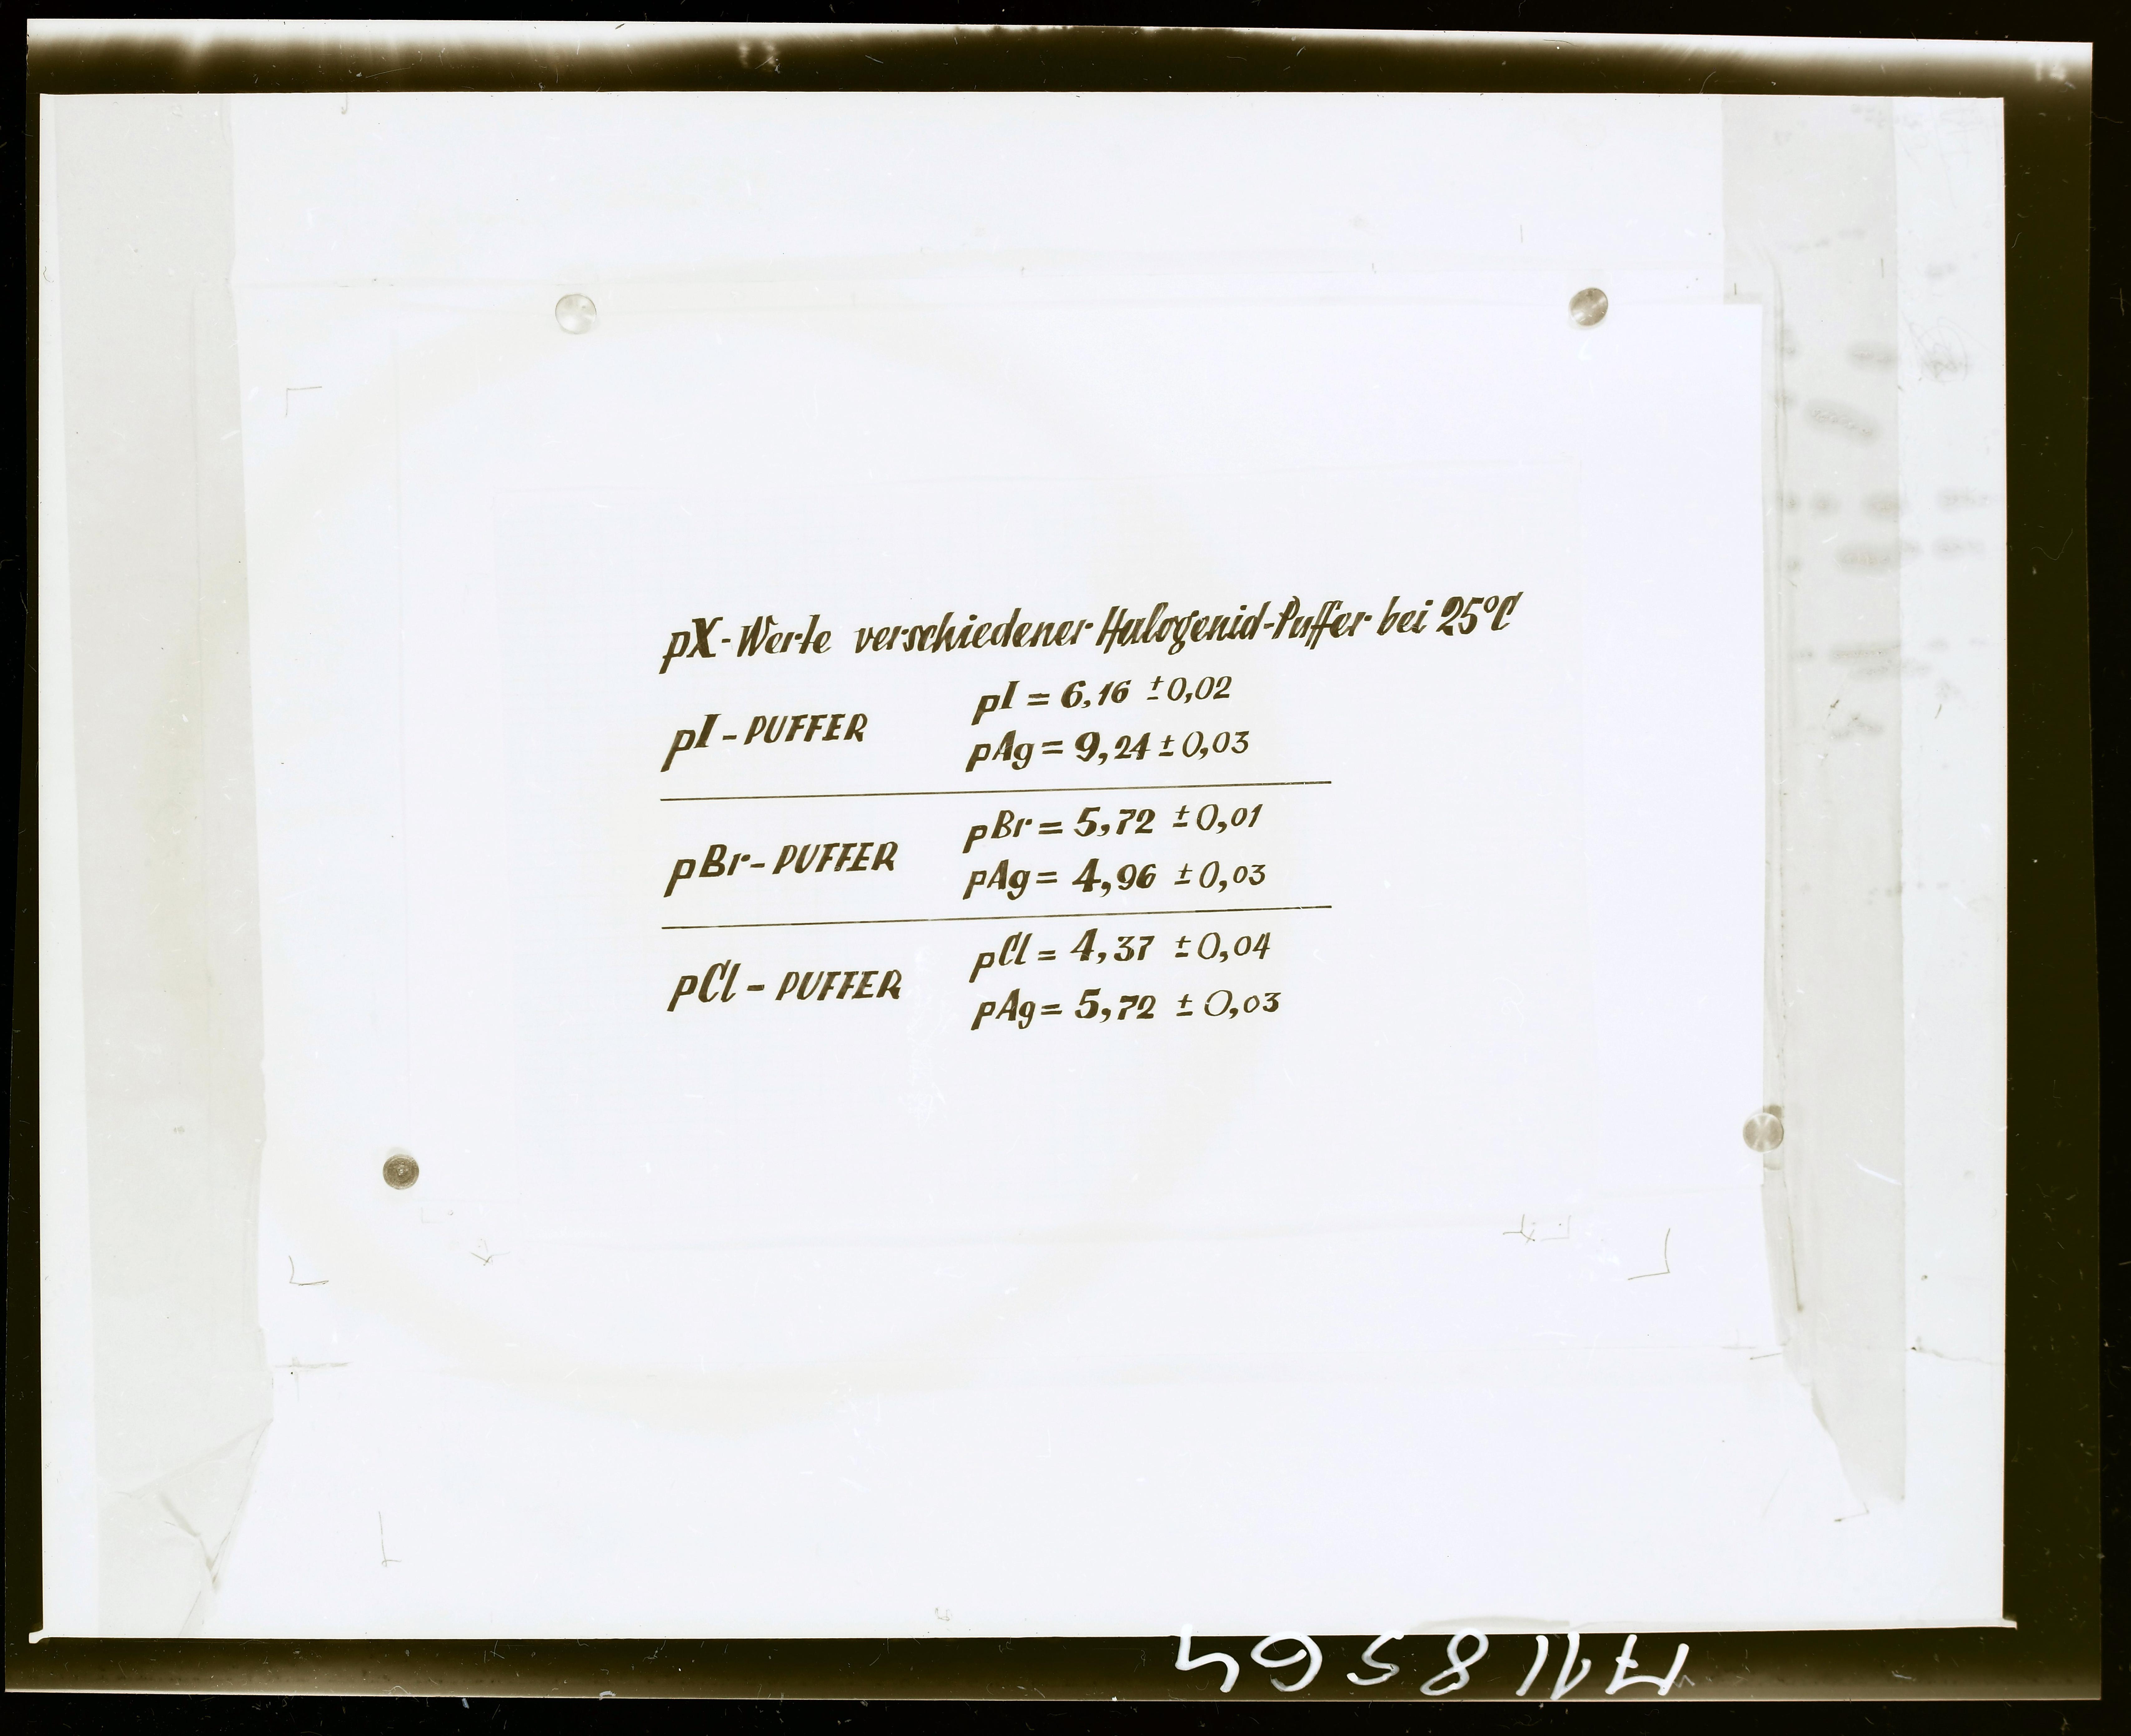 pX-Werte verschiedener Halogenid-Puffer bei 25°C
pI-PUFFER
pI = 6,16 ±0,02
pAg = 9,24 ±0,03
pBr-PUFFER
pBr = 5,72 ±0,01
pAg = 4,96 ±0,03
pCl-PUFFER
pCl = 4,37 ±0,04
pAg = 5,72 ±0,03